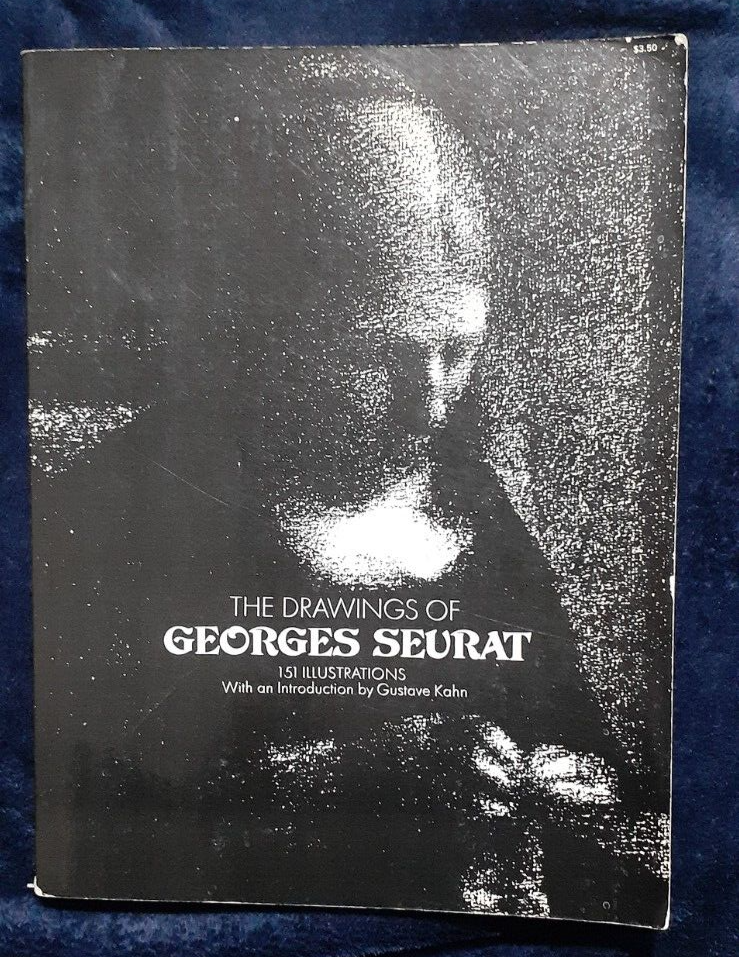 $3.50
THE DRAWINGS OF
GEORGES SEURAT
151 ILLUSTRATIONS
With an Introduction by Gustave Kahn